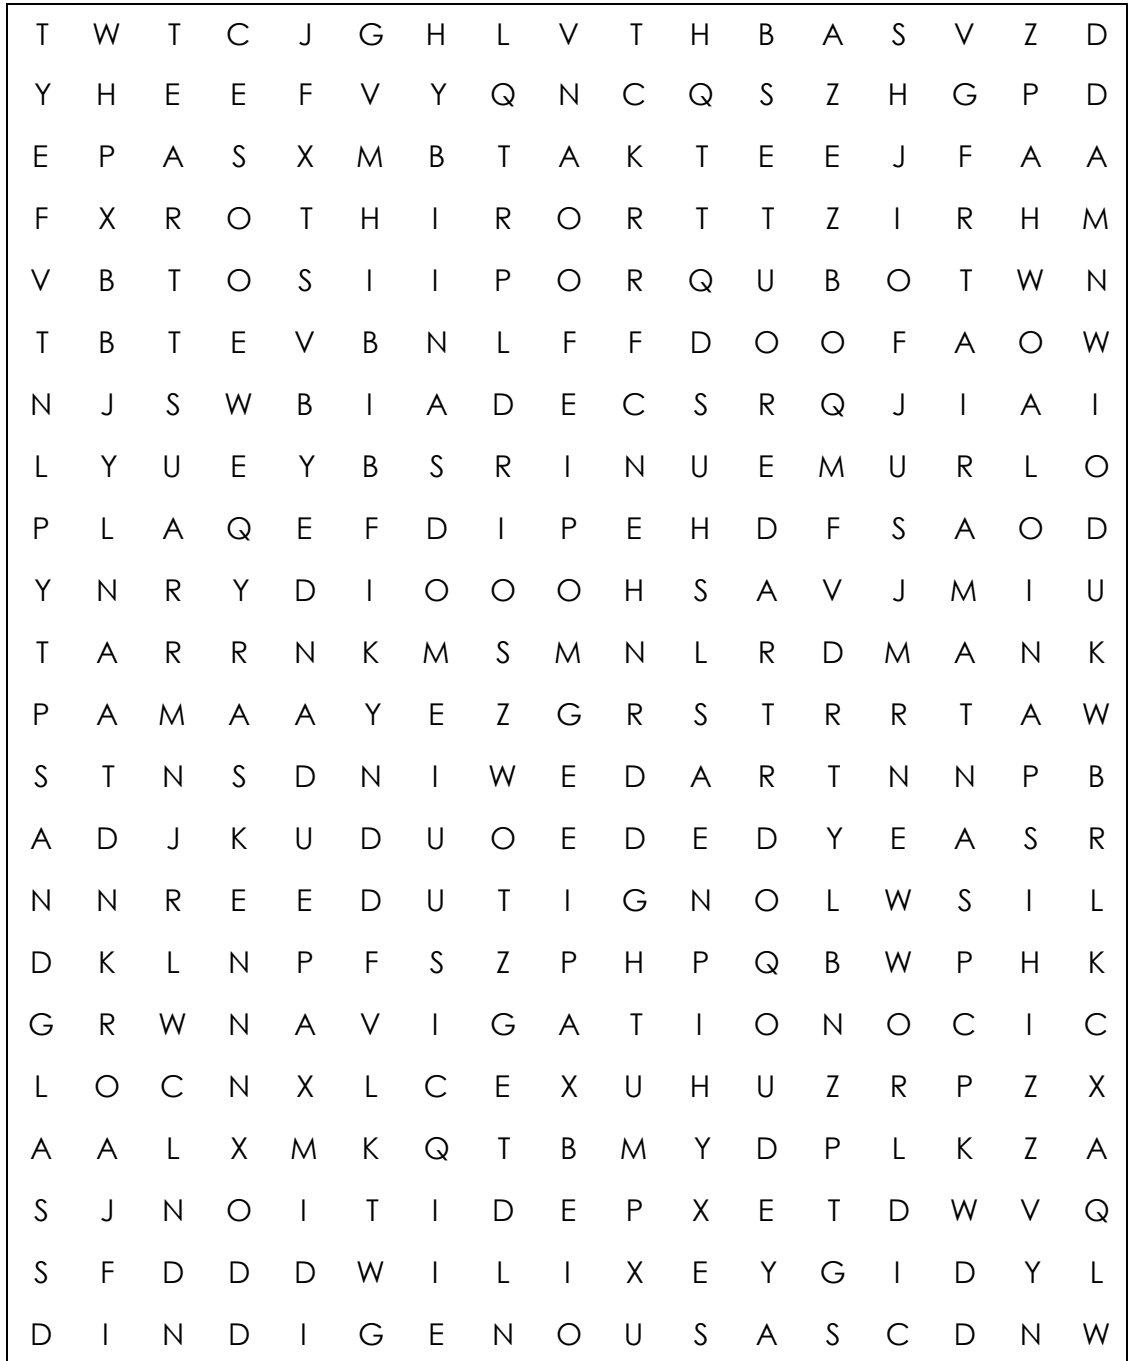 T W T C J G H L V T H B A S V Z D
Y H E E F V Y Q N C Q S Z H G P D
E P A S X M B T A K T E E J F A A
F X R O T H I R O R T T Z I R H M
V B T O S I I P O R Q U B O T W N
T B T E V B N L F F D O O F A O W
N J S W B I A D E C S R Q J I A I
L Y U E Y B S R I N U E M U R L O
P L A Q E F D I P E H D F S A O D
Y N R Y D I O O O H S A V J M I U
T A R R N K M S M N L R D M A N K
P A M A A Y E Z G R S T R R T A W
S T N S D N I W E D A R T N N P B
A D J K U D U O E D E D Y E A S R
N N R E E D U T I G N O L W S I L
D K L N P F S Z P H P Q B W P H K
G R W N A V I G A T I O N O C I C
L O C N X L C E X U H U Z R P Z X
A A L X M K Q T B M Y D P L K Z A
S J N O I T I D E P X E T D W V Q
S F D D D W I L I X E Y G I D Y L
D I N D I G E N O U S A S C D N W